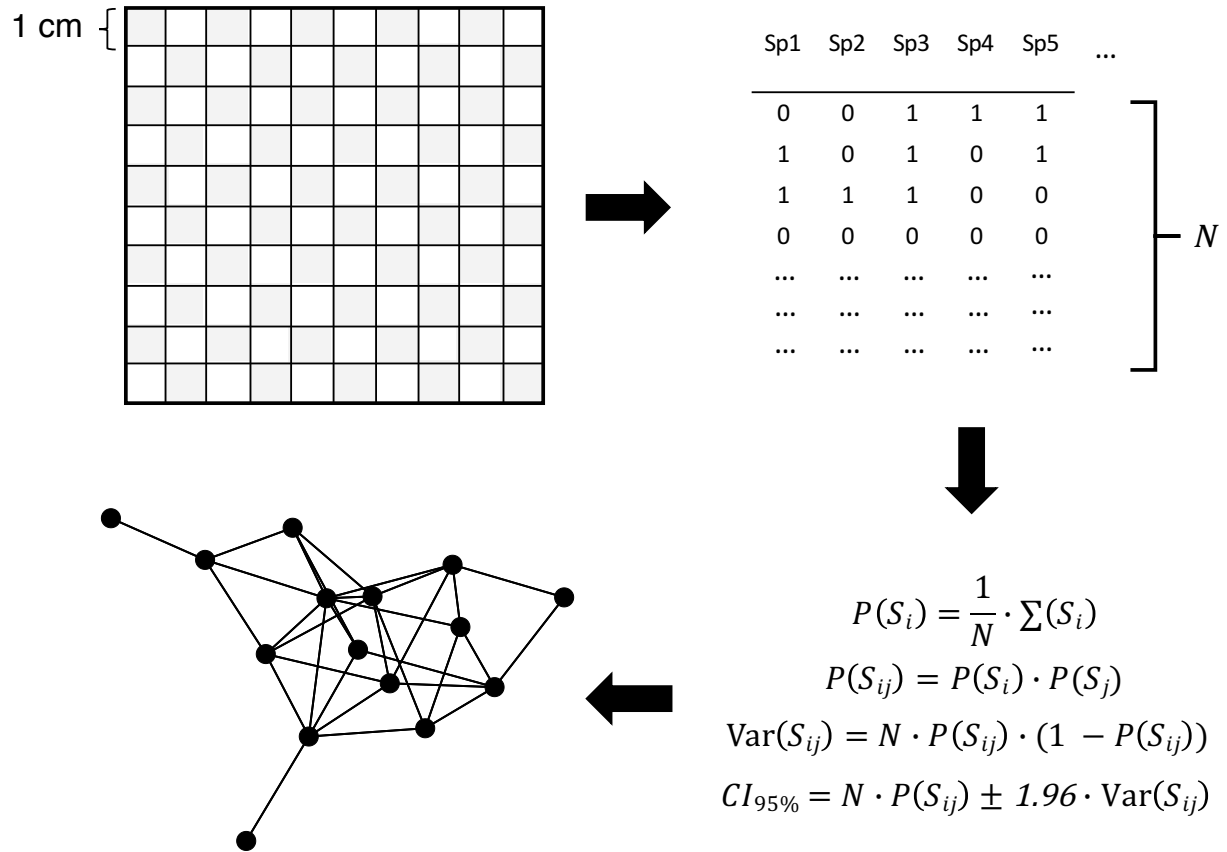 1 cm
Sp1 Sp2 Sp3 Sp4 Sp5 ...
0 0 1 1 1
1 0 1 0 1
1 1 1 0 0
0 0 0 0 0
... ... ... ... ...
... ... ... ... ...
... ... ... ... ...
N
P(S_i) = 1/N · ∑(S_i)
P(S_ij) = P(S_i) · P(S_j)
Var(S_ij) = N · P(S_ij) · (1 − P(S_ij))
CI_95% = N · P(S_ij) ± 1.96 · Var(S_ij)